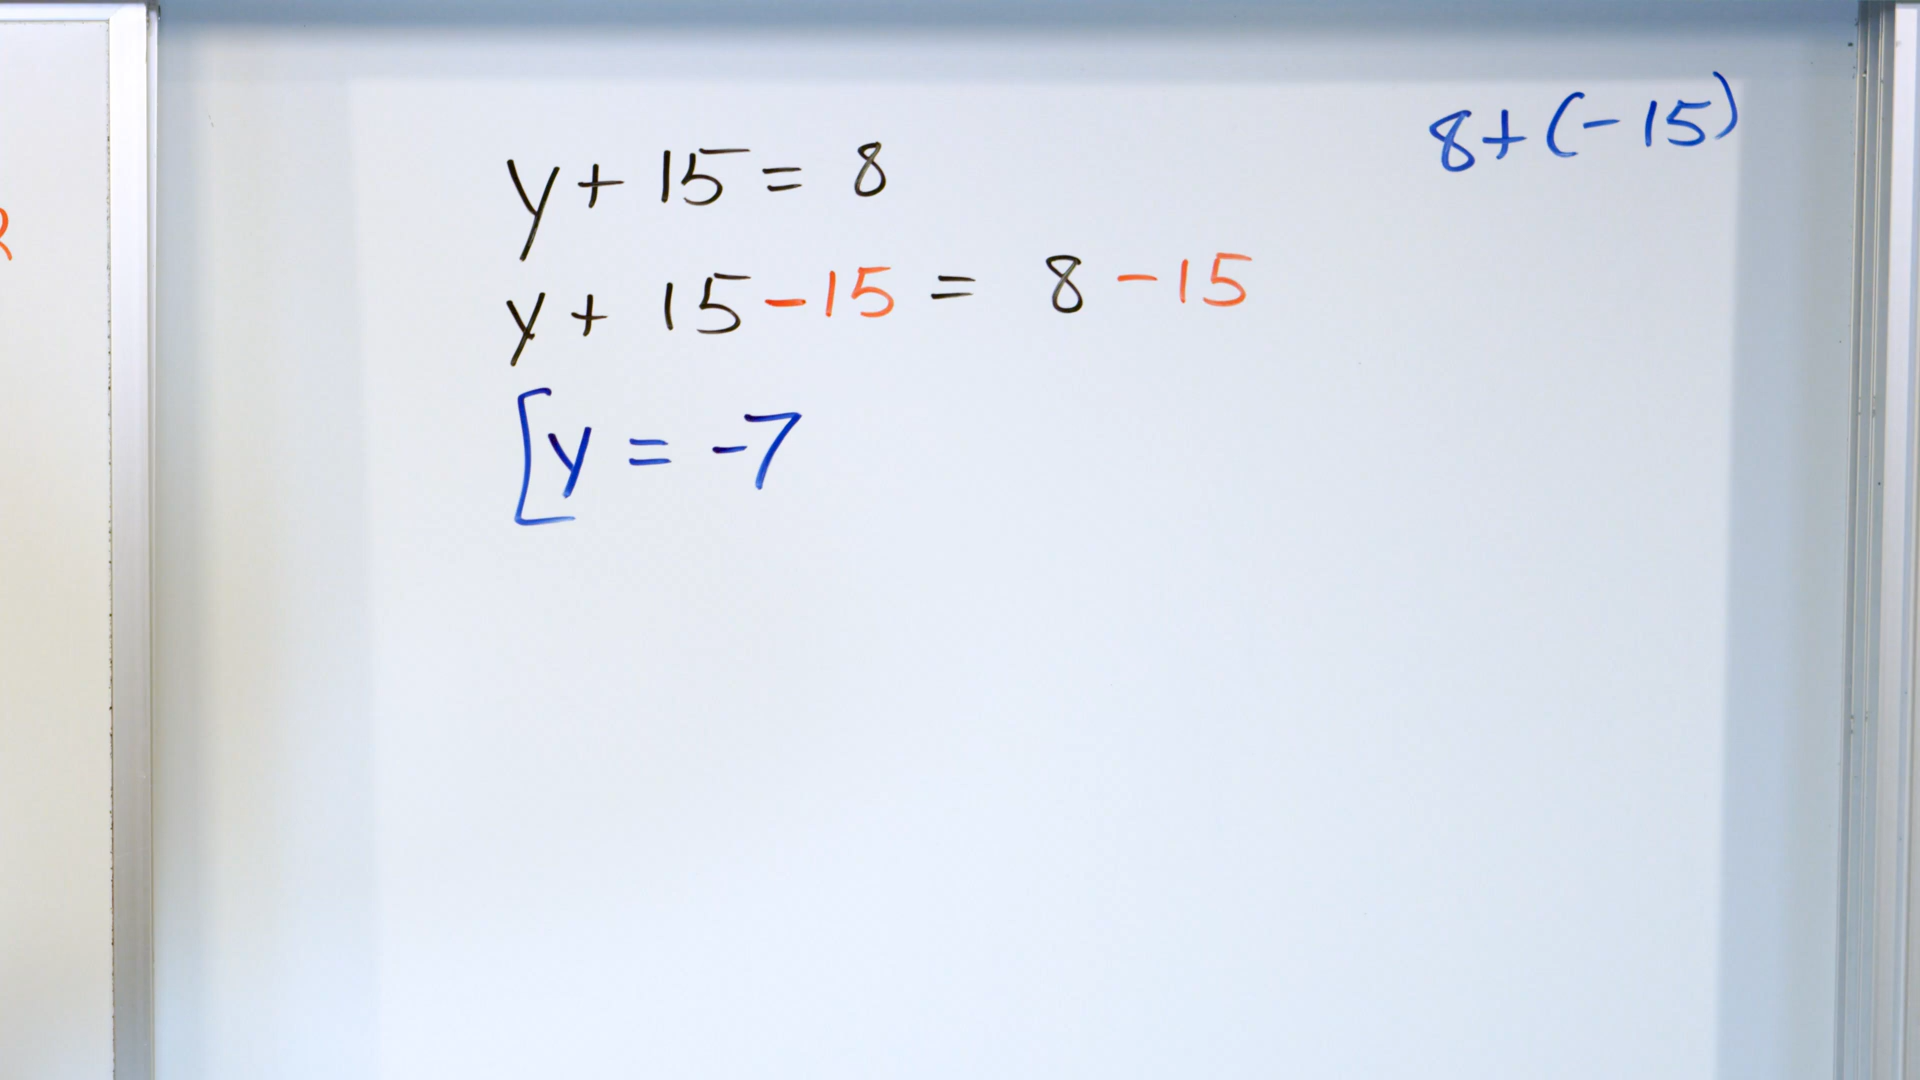 y + 15 = 8
8 + (-15)
y + 15 - 15 = 8 - 15
[y = -7